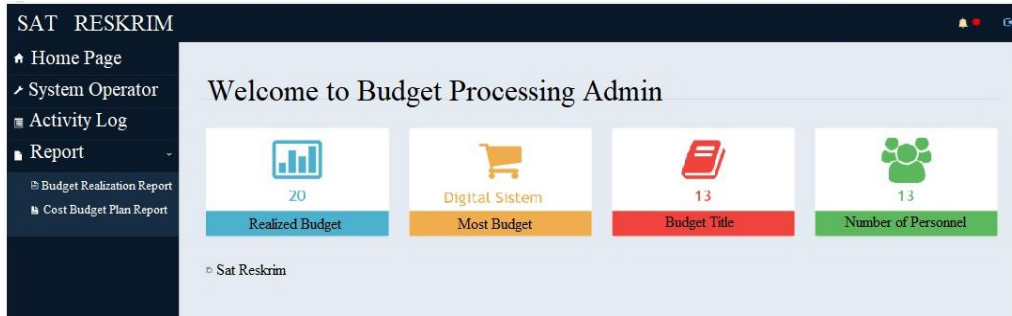 SAT RESKRIM
Home Page
System Operator
Activity Log
Report
Budget Realization Report
Cost Budget Plan Report
Welcome to Budget Processing Admin
20
Realized Budget
Digital Sistem
Most Budget
13
Budget Title
13
Number of Personnel
Sat Reskrim